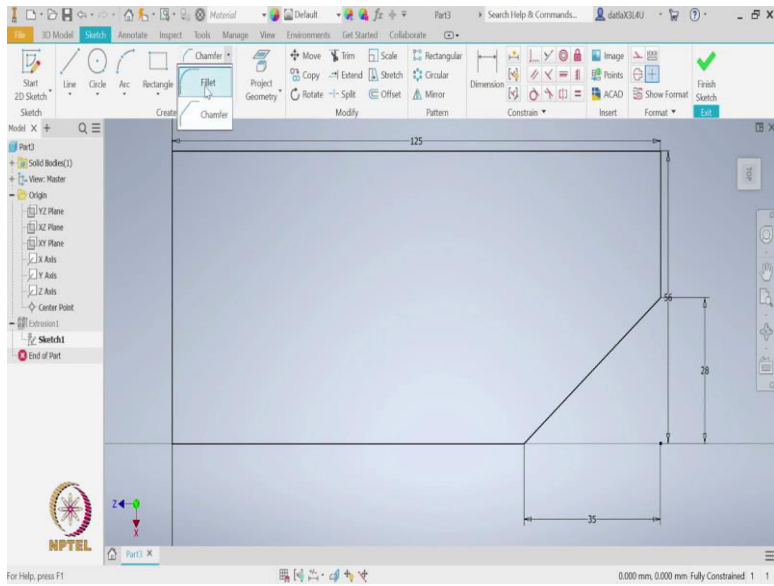 Material Default Part3 Search Help & Commands... datlaX3L4U
File 3D Model Sketch Annotate Inspect Tools Manage View Environments Get Started Collaborate
Start 2D Sketch Line Circle Arc Rectangle Chamfer Project Geometry Move Trim Scale Rectangular Dimension Image Show Format Finish Sketch
Fillet Copy Extend Stretch Circular Points
Chamfer Rotate Split Offset Mirror ACAD
Sketch Create Modify Pattern Constrain Insert Format Exit
Model X +
Part3
Solid Bodies(1)
View: Master
Origin
YZ Plane
XZ Plane
XY Plane
X Axis
Y Axis
Z Axis
Center Point
Extrusion1
Sketch1
End of Part
125
TOP
56
28
35
Z
X
NPTEL
Part3 X
For Help, press F1
0.000 mm, 0.000 mm Fully Constrained 1 1